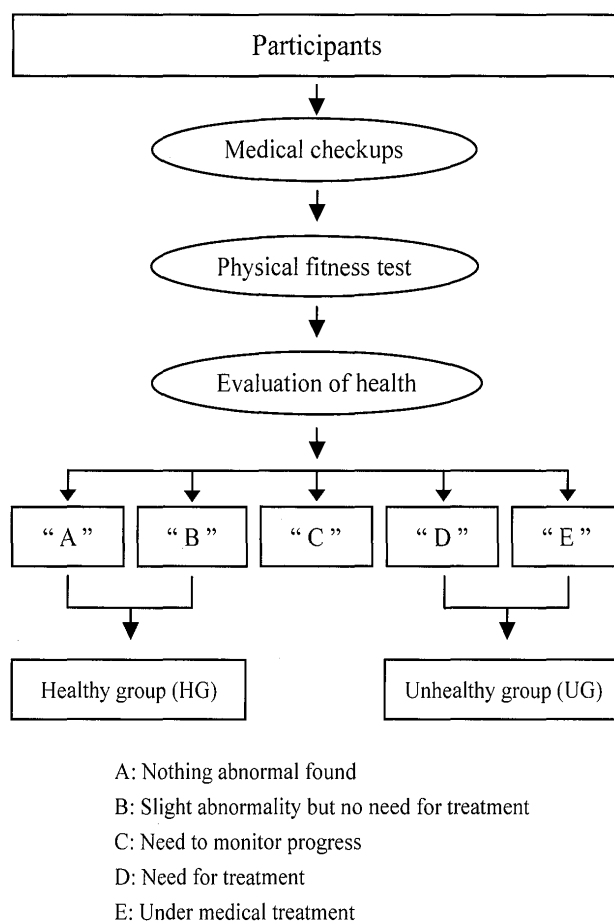 Participants
Medical checkups
Physical fitness test
Evaluation of health
“ A ” “ B ” “ C ” “ D ” “ E ”
Healthy group (HG) Unhealthy group (UG)
A: Nothing abnormal found
B: Slight abnormality but no need for treatment
C: Need to monitor progress
D: Need for treatment
E: Under medical treatment